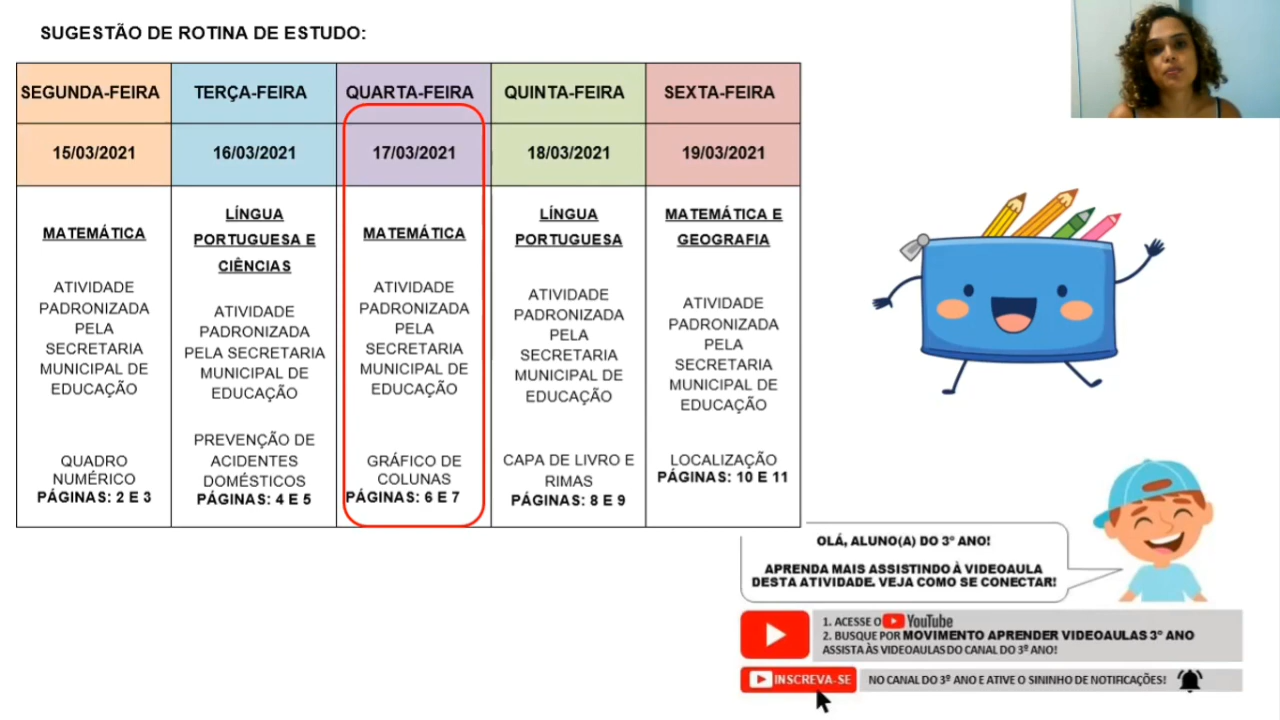 SUGESTÃO DE ROTINA DE ESTUDO:
SEGUNDA-FEIRA
TERÇA-FEIRA
QUARTA-FEIRA
QUINTA-FEIRA
SEXTA-FEIRA
15/03/2021
16/03/2021
17/03/2021
18/03/2021
19/03/2021
MATEMÁTICA
ATIVIDADE
PADRONIZADA
PELA
SECRETARIA
MUNICIPAL DE
EDUCAÇÃO
QUADRO
NUMÉRICO
PÁGINAS: 2 E 3
LÍNGUA
PORTUGUESA E
CIÊNCIAS
ATIVIDADE
PADRONIZADA
PELA SECRETARIA
MUNICIPAL DE
EDUCAÇÃO
PREVENÇÃO DE
ACIDENTES
DOMÉSTICOS
PÁGINAS: 4 E 5
MATEMÁTICA
ATIVIDADE
PADRONIZADA
PELA
SECRETARIA
MUNICIPAL DE
EDUCAÇÃO
GRÁFICO DE
COLUNAS
PÁGINAS: 6 E 7
LÍNGUA
PORTUGUESA
ATIVIDADE
PADRONIZADA
PELA
SECRETARIA
MUNICIPAL DE
EDUCAÇÃO
CAPA DE LIVRO E
RIMAS
PÁGINAS: 8 E 9
MATEMÁTICA E
GEOGRAFIA
ATIVIDADE
PADRONIZADA
PELA
SECRETARIA
MUNICIPAL DE
EDUCAÇÃO
LOCALIZAÇÃO
PÁGINAS: 10 E 11
OLÁ, ALUNO(A) DO 3º ANO!
APRENDA MAIS ASSISTINDO À VIDEOAULA
DESTA ATIVIDADE. VEJA COMO SE CONECTAR!
1. ACESSE O YouTube
2. BUSQUE POR MOVIMENTO APRENDER VIDEOAULAS 3º ANO
ASSISTA ÀS VIDEOAULAS DO CANAL DO 3º ANO!
INSCREVA-SE
NO CANAL DO 3º ANO E ATIVE O SININHO DE NOTIFICAÇÕES!